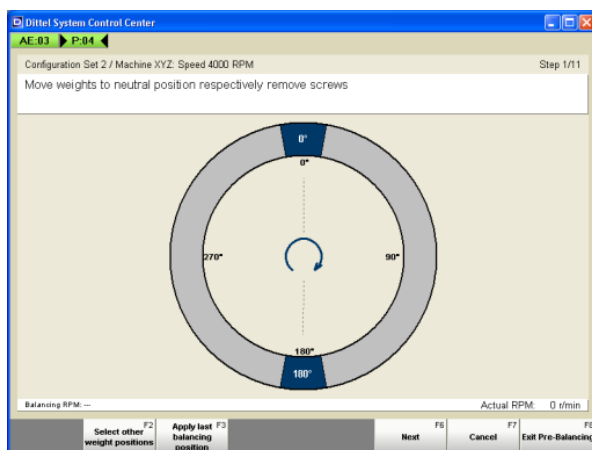 Dittel System Control Center
AE:03 P:04
Configuration Set 2 / Machine XYZ: Speed 4000 RPM Step 1/11
Move weights to neutral position respectively remove screws
0°
0°
270° 90°
180°
180°
Balancing RPM: --- Actual RPM: 0 r/min
F2 F3 F6 F7 F8
Select other weight positions
Apply last balancing position
Next
Cancel
Exit Pre-Balancing